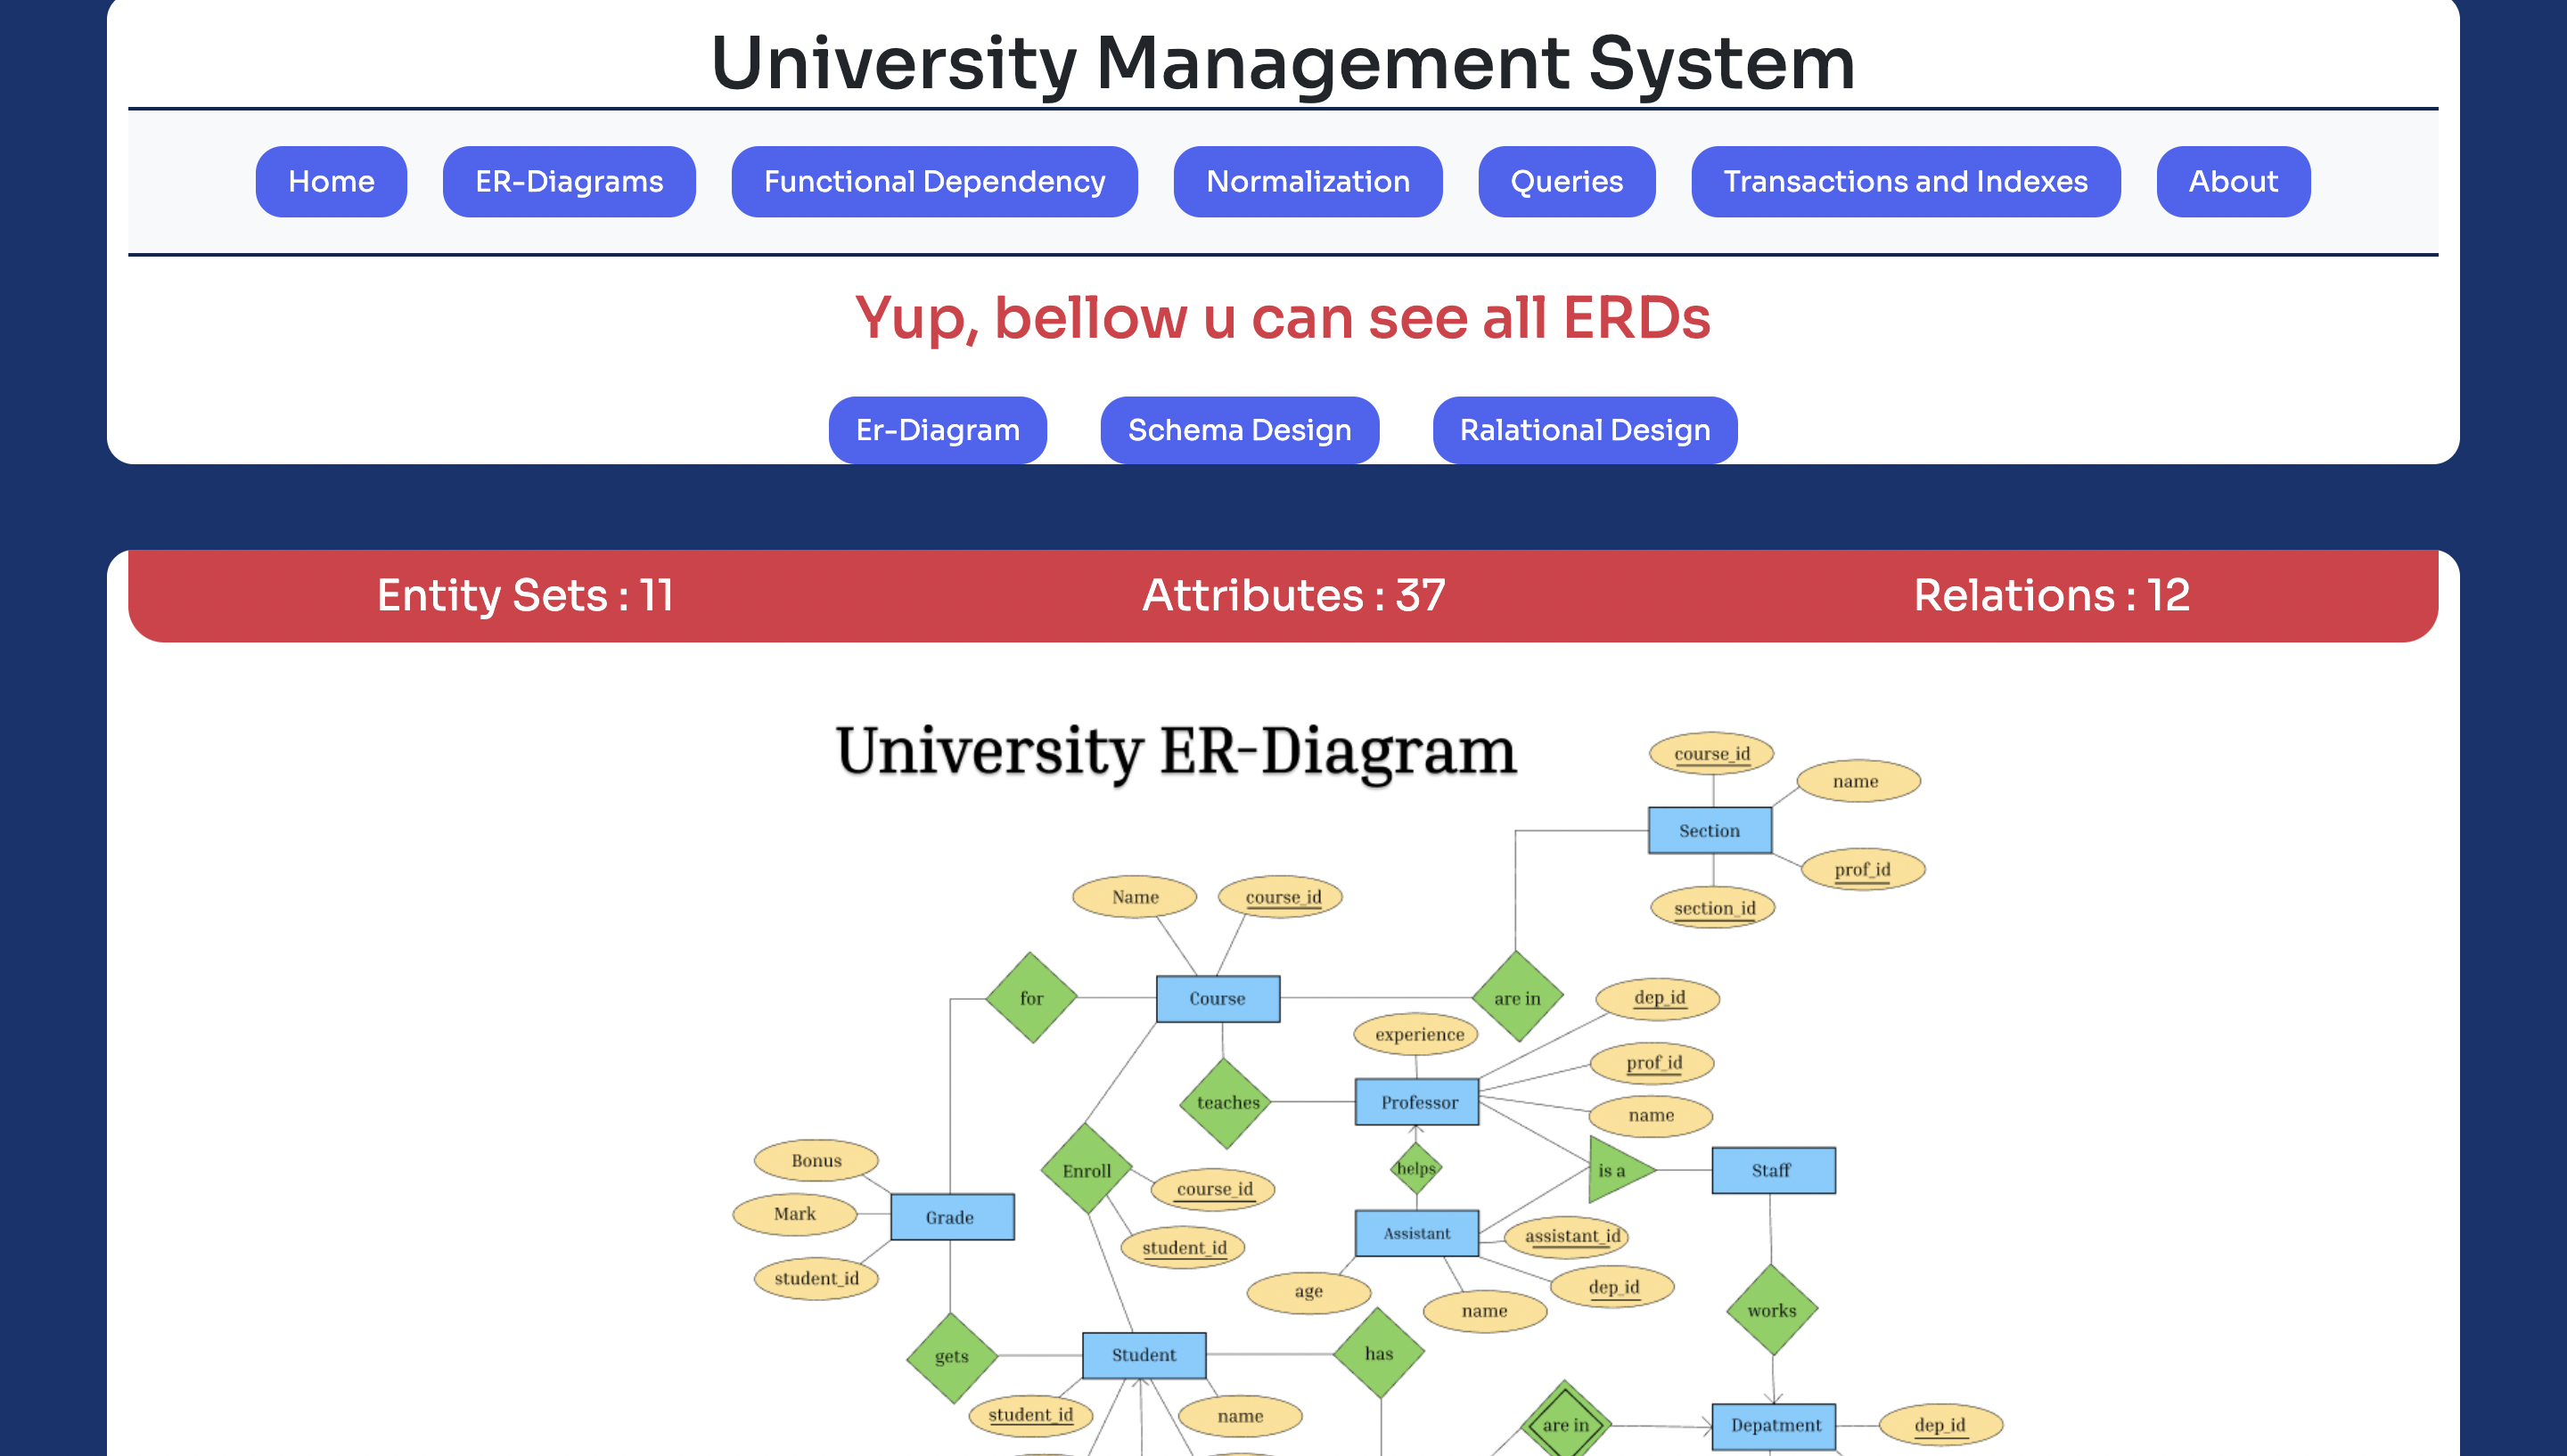 University Management System
Home ER-Diagrams Functional Dependency Normalization Queries Transactions and Indexes About
Yup, bellow u can see all ERDs
Er-Diagram Schema Design Ralational Design
Entity Sets : 11 Attributes : 37 Relations : 12
University ER-Diagram
course_id
name
Section
prof_id
section_id
Name course_id
for Course are in dep_id
experience
prof_id
teaches Professor name
Bonus Enroll helps is a Staff
course_id
Mark Grade
Assistant assistant_id
student_id
student_id age name dep_id
works
gets Student has
student_id name are in Depatment dep_id